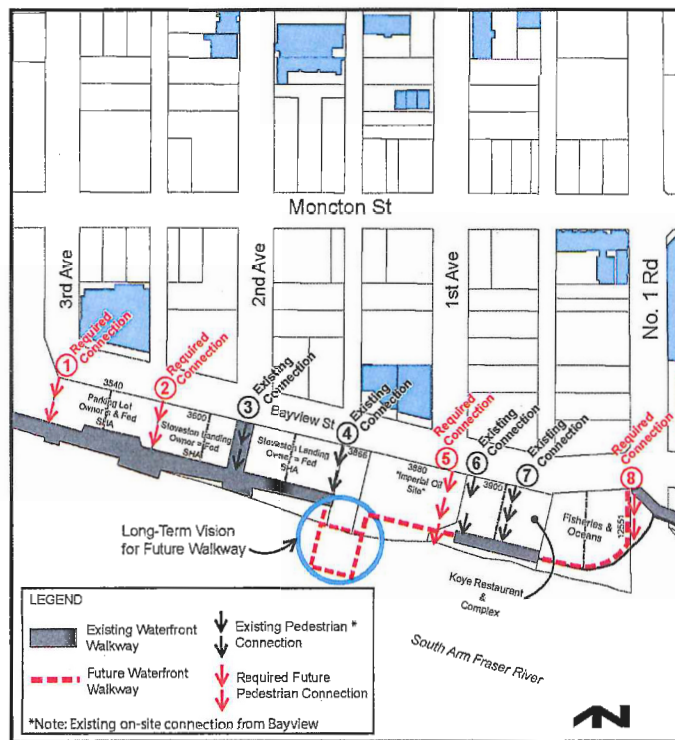 Moncton St
3rd Ave
2nd Ave
1st Ave
No. 1 Rd
1
Required
Connection
2
Required
Connection
3
Existing
Connection
4
Existing
Connection
5
Required
Connection
6
Existing
Connection
7
Existing
Connection
8
Required
Connection
Bayview St
3540
Parking Lot
Owner = Fed
SHA
3600
Steveston Landing
Owner = Fed
SHA
Steveston Landing
Owner = Fed
SHA
3866
3880
"Imperial Oil
Site"
3900
Fisheries &
Oceans
12551
Long-Term Vision
for Future Walkway
Koye Restaurant
&
Complex
South Arm Fraser River
LEGEND
Existing Waterfront
Walkway
Existing Pedestrian *
Connection
Future Waterfront
Walkway
Required Future
Pedestrian Connection
*Note: Existing on-site connection from Bayview
N